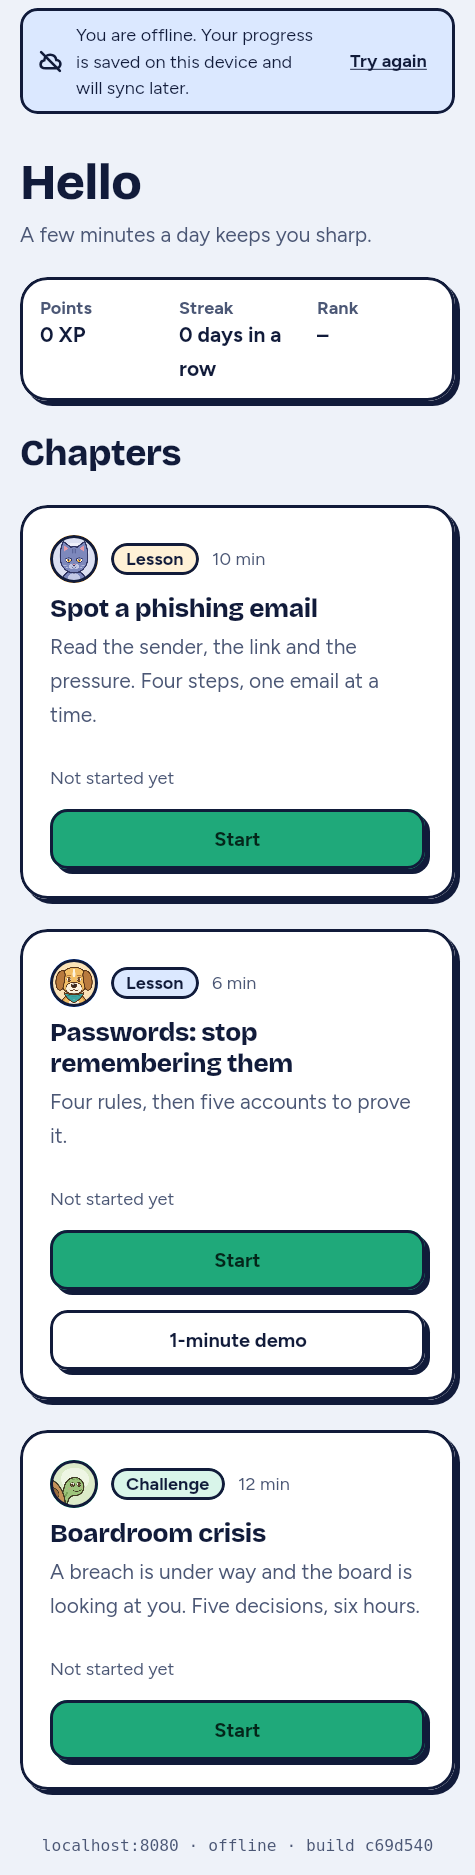 You are offline. Your progress
is saved on this device and
will sync later.
Try again
Hello
A few minutes a day keeps you sharp.
Points
0 XP
Streak
0 days in a
row
Rank
–
Chapters
Lesson
10 min
Spot a phishing email
Read the sender, the link and the
pressure. Four steps, one email at a
time.
Not started yet
Start
Lesson
6 min
Passwords: stop
remembering them
Four rules, then five accounts to prove
it.
Not started yet
Start
1-minute demo
Challenge
12 min
Boardroom crisis
A breach is under way and the board is
looking at you. Five decisions, six hours.
Not started yet
Start
localhost:8080 · offline · build c69d540